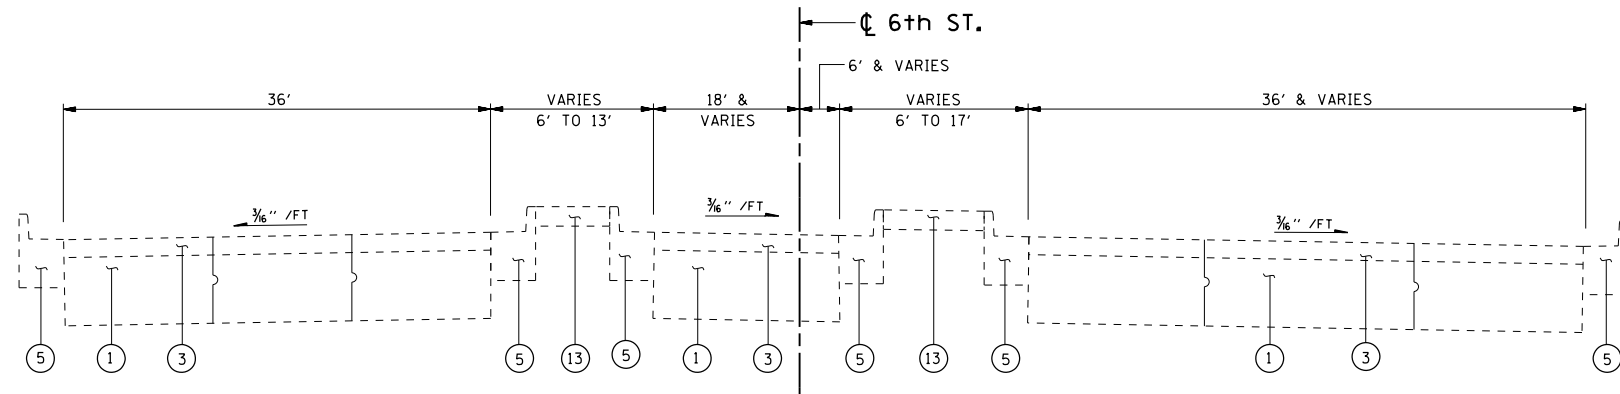 ℄ 6th ST.
6' & VARIES
36'
VARIES
6' TO 13'
18' &
VARIES
VARIES
6' TO 17'
36' & VARIES
3/16" /FT
3/16" /FT
3/16" /FT
5
1
3
5
13
5
1
3
5
13
5
1
3
5